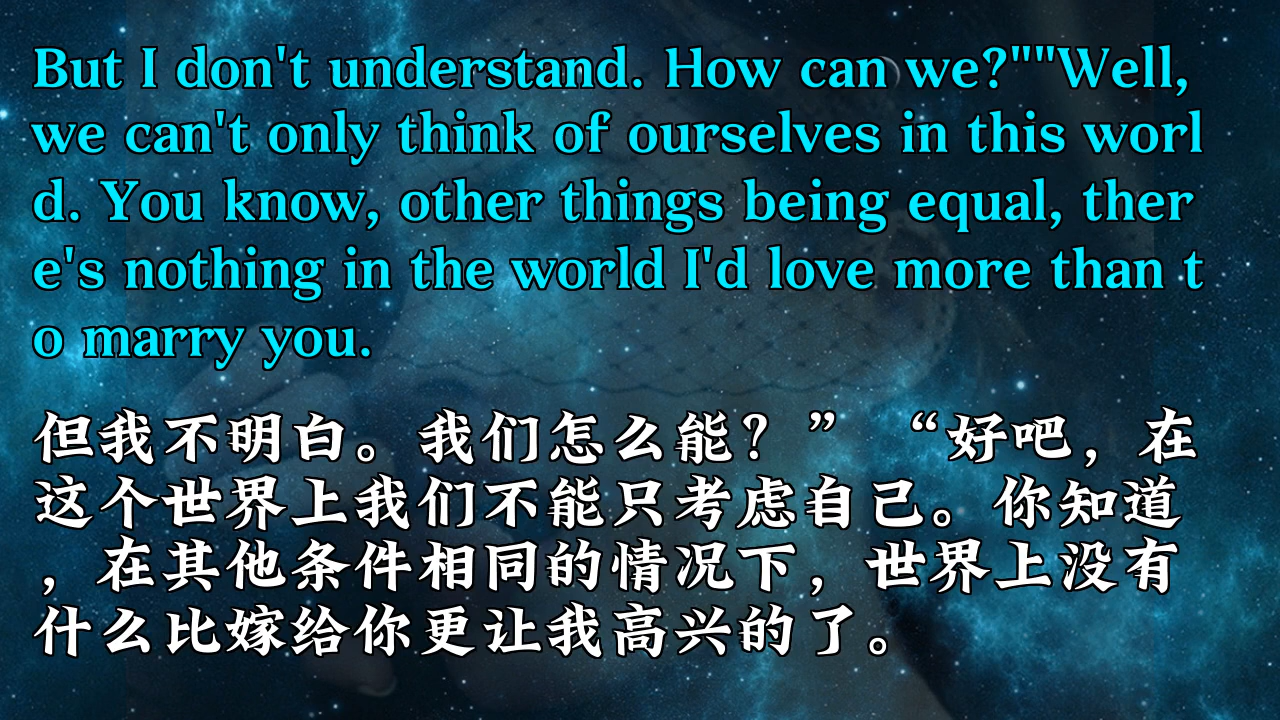 But I don't understand. How can we?""Well,
we can't only think of ourselves in this worl
d. You know, other things being equal, ther
e's nothing in the world I'd love more than t
o marry you.
但我不明白。我们怎么能？” “好吧，在
这个世界上我们不能只考虑自己。你知道
，在其他条件相同的情况下，世界上没有
什么比嫁给你更让我高兴的了。